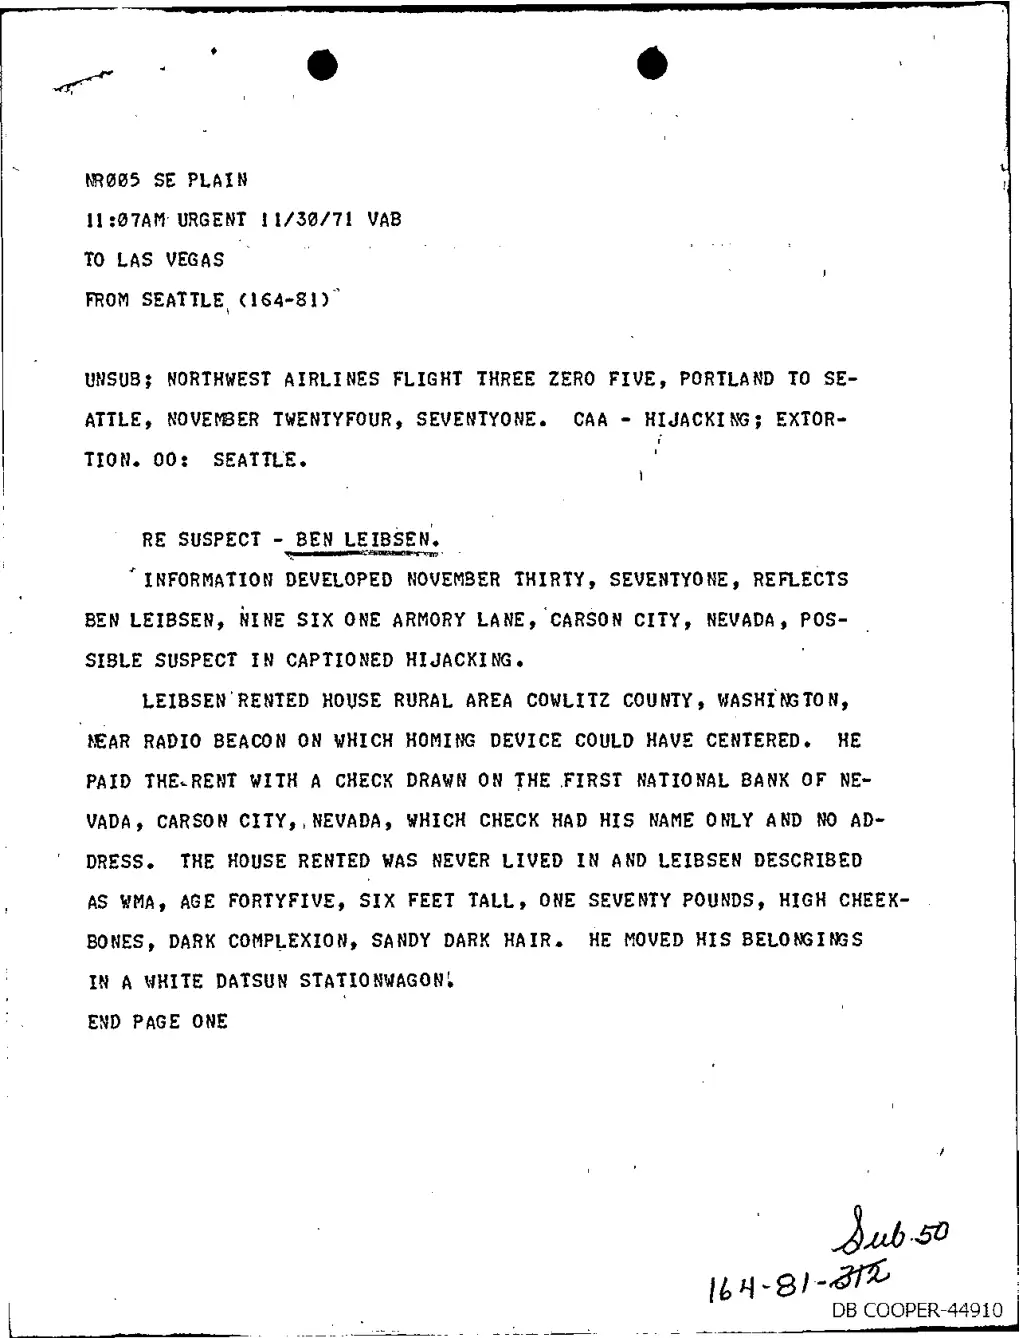 NR005 SE PLAIN
11:07AM URGENT 11/30/71 VAB
TO LAS VEGAS
FROM SEATTLE (164-81)
UNSUB; NORTHWEST AIRLINES FLIGHT THREE ZERO FIVE, PORTLAND TO SE-
ATTLE, NOVEMBER TWENTYFOUR, SEVENTYONE. CAA - HIJACKING; EXTOR-
TION. OO: SEATTLE.
RE SUSPECT - BEN LEIBSEN.
INFORMATION DEVELOPED NOVEMBER THIRTY, SEVENTYONE, REFLECTS
BEN LEIBSEN, NINE SIX ONE ARMORY LANE, CARSON CITY, NEVADA, POS-
SIBLE SUSPECT IN CAPTIONED HIJACKING.
LEIBSEN RENTED HOUSE RURAL AREA COWLITZ COUNTY, WASHINGTON,
NEAR RADIO BEACON ON WHICH HOMING DEVICE COULD HAVE CENTERED. HE
PAID THE RENT WITH A CHECK DRAWN ON THE FIRST NATIONAL BANK OF NE-
VADA, CARSON CITY, NEVADA, WHICH CHECK HAD HIS NAME ONLY AND NO AD-
DRESS. THE HOUSE RENTED WAS NEVER LIVED IN AND LEIBSEN DESCRIBED
AS WMA, AGE FORTYFIVE, SIX FEET TALL, ONE SEVENTY POUNDS, HIGH CHEEK-
BONES, DARK COMPLEXION, SANDY DARK HAIR. HE MOVED HIS BELONGINGS
IN A WHITE DATSUN STATIONWAGON.
END PAGE ONE
Sub 50
164-81-312
DB COOPER-44910